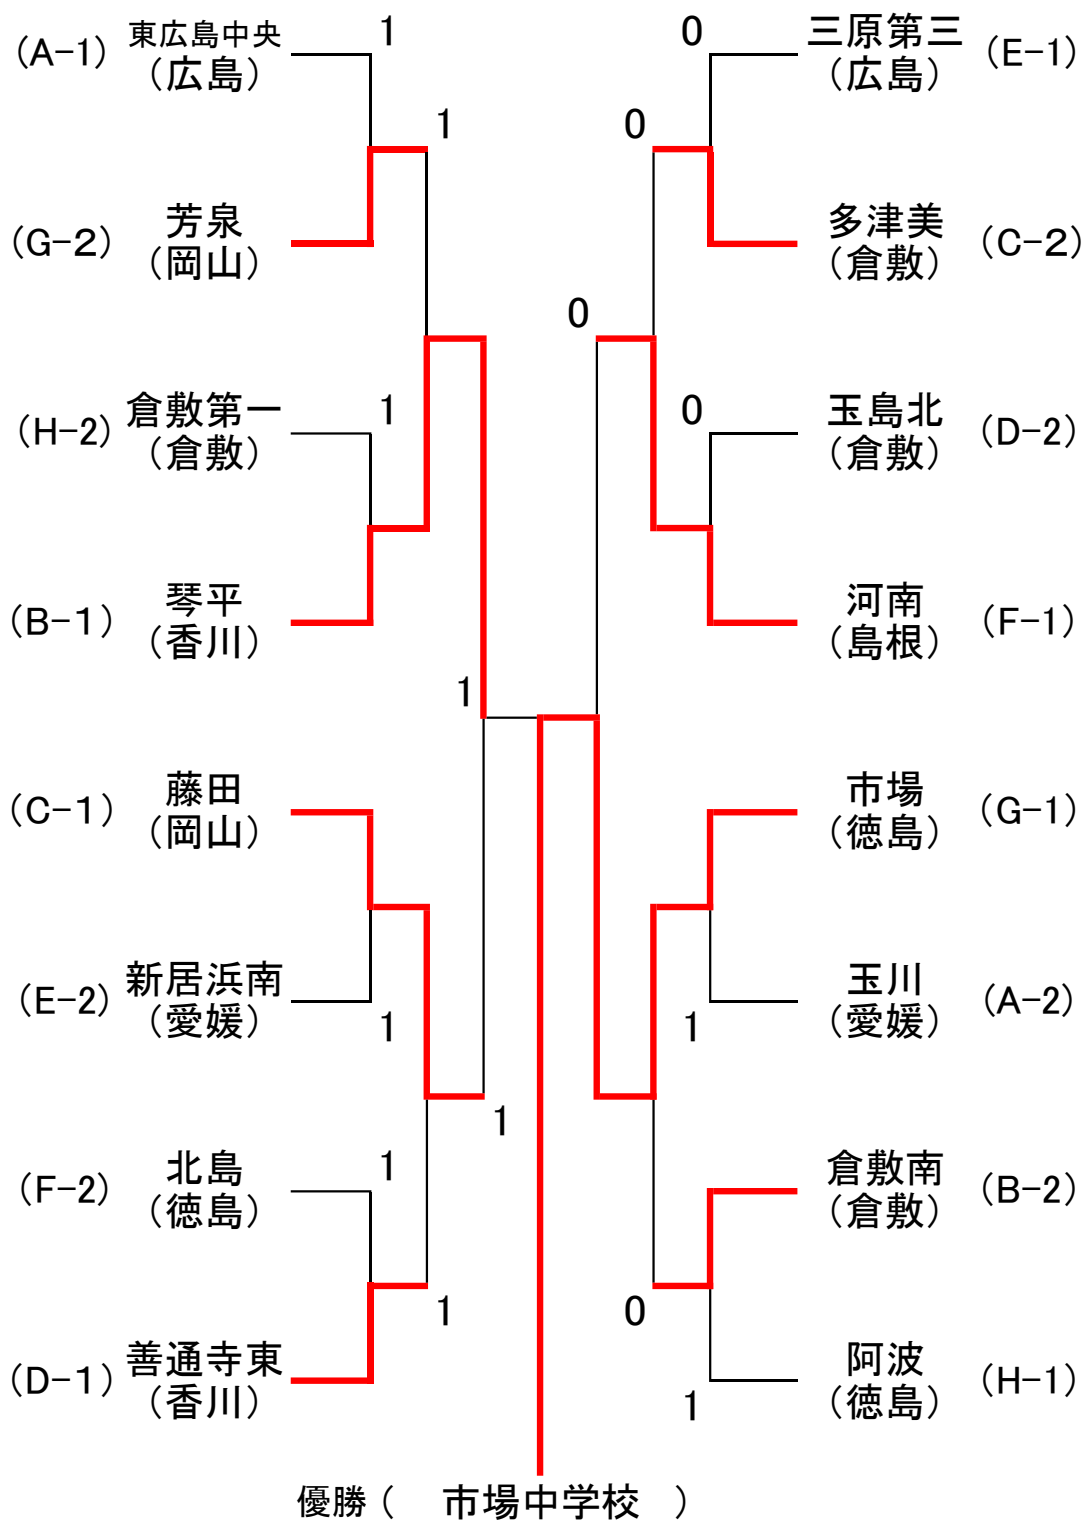 (A-1) 東広島中央 1
(広島)
1
(G-2) 芳泉
(岡山)
(H-2) 倉敷第一 1
(倉敷)
(B-1) 琴平
(香川)
1
(C-1) 藤田
(岡山)
(E-2) 新居浜南
(愛媛) 1
1
(F-2) 北島 1
(徳島)
1
(D-1) 善通寺東
(香川)
0 三原第三 (E-1)
(広島)
0
多津美 (C-2)
(倉敷)
0
0 玉島北 (D-2)
(倉敷)
河南 (F-1)
(島根)
市場 (G-1)
(徳島)
玉川 (A-2)
1 (愛媛)
倉敷南 (B-2)
(倉敷)
0
阿波 (H-1)
1 (徳島)
優勝 ( 市場中学校 )